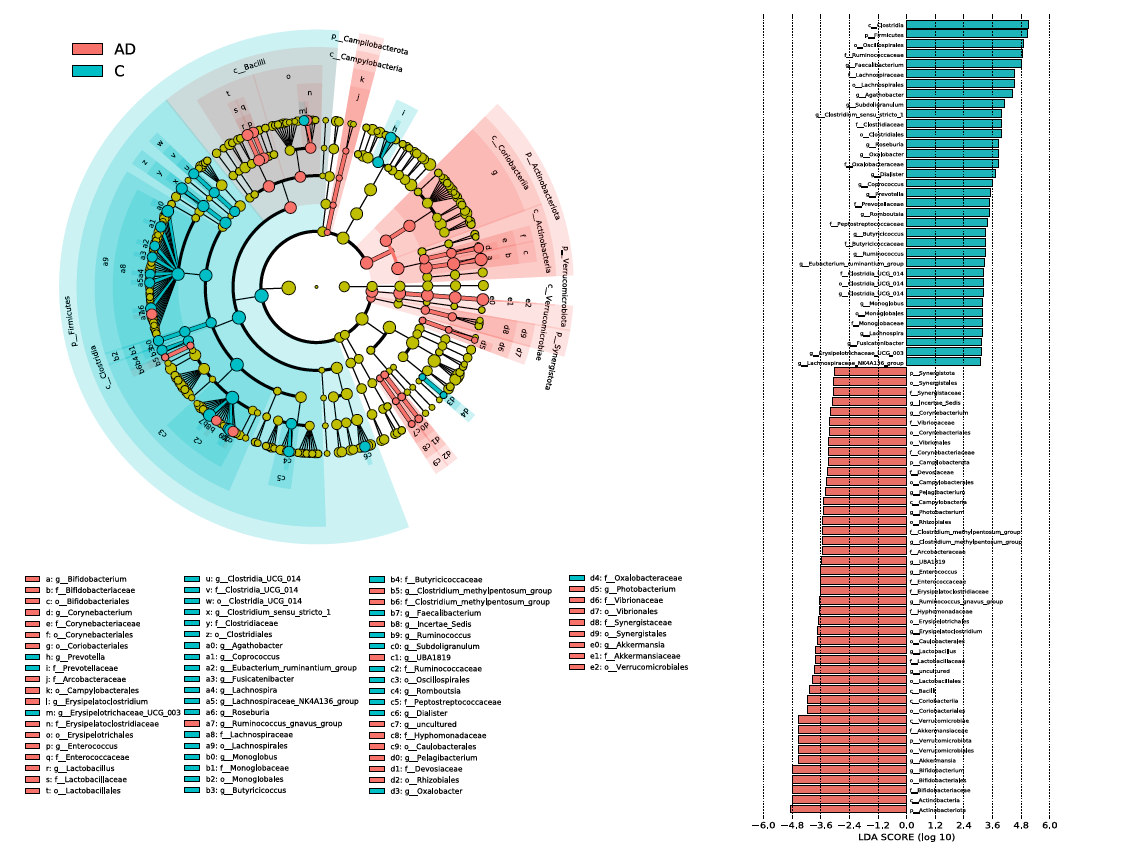 AD
C
p__Campilobacterota
c__Campylobacteria
c__Bacilli
c__Coriobacteriia
p__Actinobacteriota
c__Actinobacteria
p__Verrucomicrobiota
c__Verrucomicrobiae
p__Synergistota
p__Firmicutes
c__Clostridia
a: g__Bifidobacterium
b: f__Bifidobacteriaceae
c: o__Bifidobacteriales
d: g__Corynebacterium
e: f__Corynebacteriaceae
f: o__Corynebacteriales
g: o__Coriobacteriales
h: g__Prevotella
i: f__Prevotellaceae
j: f__Arcobacteraceae
k: o__Campylobacterales
l: g__Erysipelatoclostridium
m: g__Erysipelotrichaceae_UCG_003
n: f__Erysipelatoclostridiaceae
o: o__Erysipelotrichales
p: g__Enterococcus
q: f__Enterococcaceae
r: g__Lactobacillus
s: f__Lactobacillaceae
t: o__Lactobacillales
u: g__Clostridia_UCG_014
v: f__Clostridia_UCG_014
w: o__Clostridia_UCG_014
x: g__Clostridium_sensu_stricto_1
y: f__Clostridiaceae
z: o__Clostridiales
a0: g__Agathobacter
a1: g__Coprococcus
a2: g__Eubacterium_ruminantium_group
a3: g__Fusicatenibacter
a4: g__Lachnospira
a5: g__Lachnospiraceae_NK4A136_group
a6: g__Roseburia
a7: g__Ruminococcus_gnavus_group
a8: f__Lachnospiraceae
a9: o__Lachnospirales
b0: g__Monoglobus
b1: f__Monoglobaceae
b2: o__Monoglobales
b3: g__Butyricicoccus
b4: f__Butyricicoccaceae
b5: g__Clostridium_methylpentosum_group
b6: f__Clostridium_methylpentosum_group
b7: g__Faecalibacterium
b8: g__Incertae_Sedis
b9: g__Ruminococcus
c0: g__Subdoligranulum
c1: g__UBA1819
c2: f__Ruminococcaceae
c3: o__Oscillospirales
c4: g__Romboutsia
c5: f__Peptostreptococcaceae
c6: g__Dialister
c7: g__uncultured
c8: f__Hyphomonadaceae
c9: o__Caulobacterales
d0: g__Pelagibacterium
d1: f__Devosiaceae
d2: o__Rhizobiales
d3: g__Oxalobacter
d4: f__Oxalobacteraceae
d5: g__Photobacterium
d6: f__Vibrionaceae
d7: o__Vibrionales
d8: f__Synergistaceae
d9: o__Synergistales
e0: g__Akkermansia
e1: f__Akkermansiaceae
e2: o__Verrucomicrobiales
c__Clostridia
p__Firmicutes
o__Oscillospirales
f__Ruminococcaceae
g__Faecalibacterium
f__Lachnospiraceae
o__Lachnospirales
g__Agathobacter
g__Subdoligranulum
g__Clostridium_sensu_stricto_1
f__Clostridiaceae
o__Clostridiales
g__Roseburia
g__Oxalobacter
f__Oxalobacteraceae
g__Dialister
g__Coprococcus
g__Prevotella
f__Prevotellaceae
g__Romboutsia
f__Peptostreptococcaceae
g__Butyricicoccus
f__Butyricicoccaceae
g__Ruminococcus
g__Eubacterium_ruminantium_group
f__Clostridia_UCG_014
o__Clostridia_UCG_014
g__Clostridia_UCG_014
g__Monoglobus
o__Monoglobales
f__Monoglobaceae
g__Lachnospira
g__Fusicatenibacter
g__Erysipelotrichaceae_UCG_003
g__Lachnospiraceae_NK4A136_group
p__Synergistota
o__Synergistales
f__Synergistaceae
g__Incertae_Sedis
g__Corynebacterium
f__Vibrionaceae
o__Corynebacteriales
o__Vibrionales
f__Corynebacteriaceae
p__Campilobacterota
f__Devosiaceae
o__Campylobacterales
g__Pelagibacterium
c__Campylobacteria
g__Photobacterium
o__Rhizobiales
f__Clostridium_methylpentosum_group
g__Clostridium_methylpentosum_group
f__Arcobacteraceae
g__UBA1819
g__Enterococcus
f__Enterococcaceae
f__Erysipelatoclostridiaceae
g__Ruminococcus_gnavus_group
f__Hyphomonadaceae
o__Erysipelotrichales
g__Erysipelatoclostridium
o__Caulobacterales
g__Lactobacillus
f__Lactobacillaceae
g__uncultured
o__Lactobacillales
c__Bacilli
c__Coriobacteriia
o__Coriobacteriales
c__Verrucomicrobiae
f__Akkermansiaceae
p__Verrucomicrobiota
o__Verrucomicrobiales
g__Akkermansia
g__Bifidobacterium
o__Bifidobacteriales
f__Bifidobacteriaceae
c__Actinobacteria
p__Actinobacteriota
−6.0 −4.8 −3.6 −2.4 −1.2 0.0 1.2 2.4 3.6 4.8 6.0
LDA SCORE (log 10)